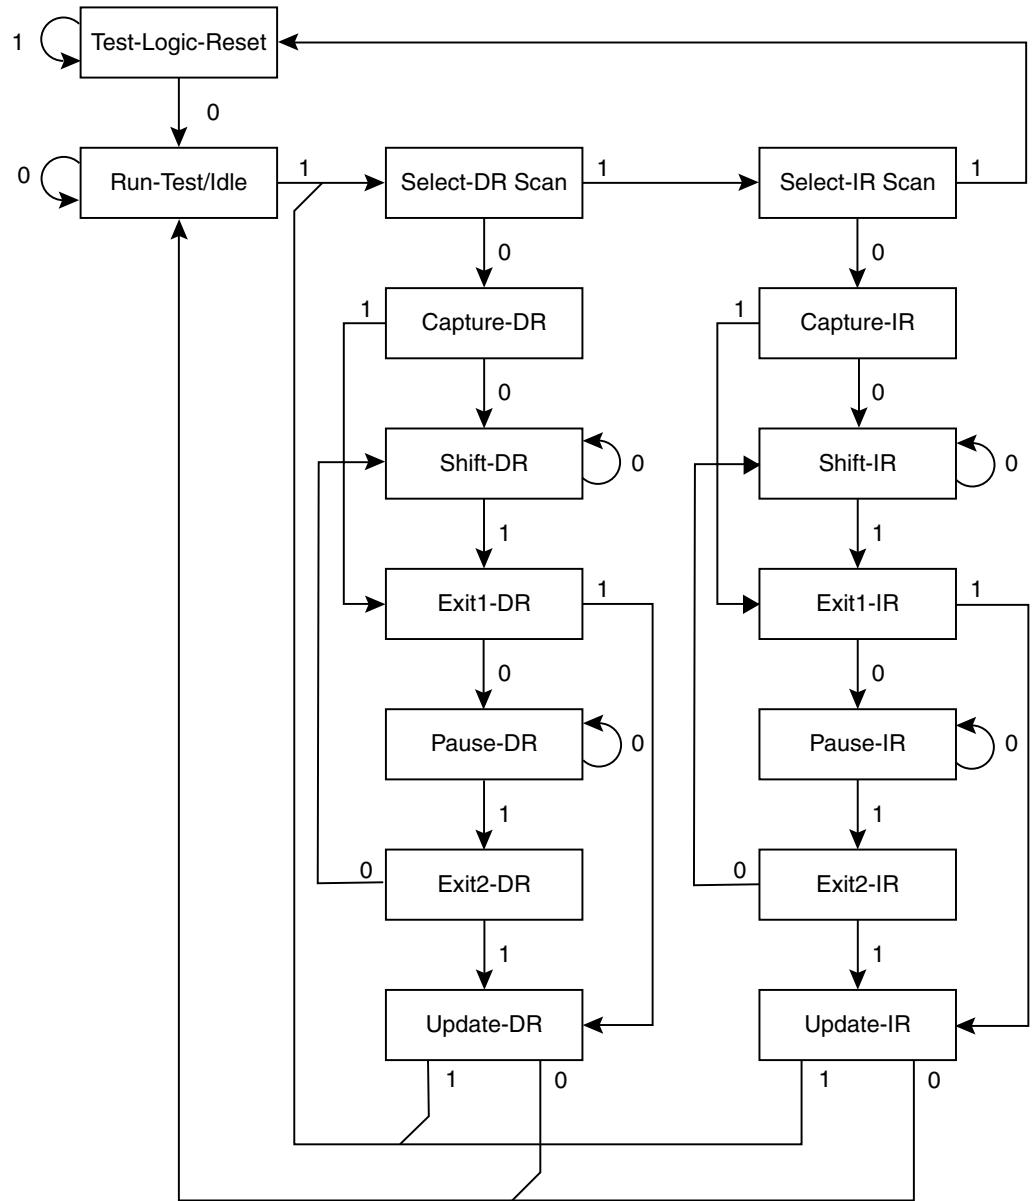 1
Test-Logic-Reset
0
0
Run-Test/Idle
1
Select-DR Scan
1
Select-IR Scan
1
0
0
1
Capture-DR
1
Capture-IR
0
0
Shift-DR
0
Shift-IR
0
1
1
Exit1-DR
1
Exit1-IR
1
0
0
Pause-DR
0
Pause-IR
0
1
1
0
Exit2-DR
0
Exit2-IR
1
1
Update-DR
Update-IR
1
0
1
0